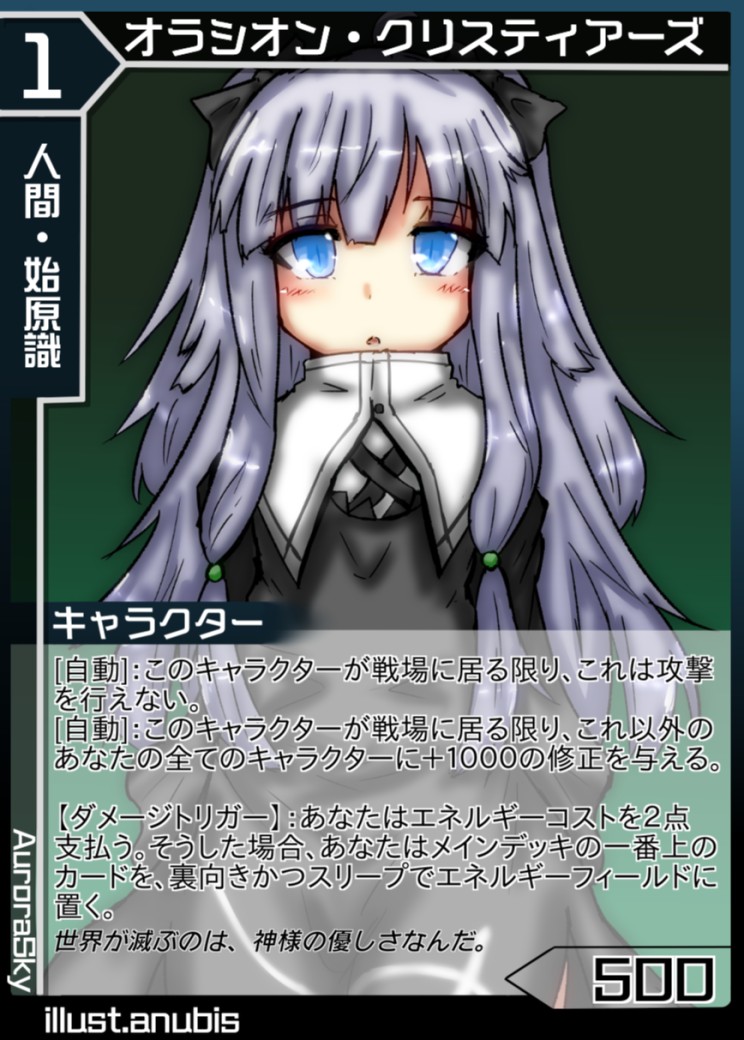 1
オラシオン・クリスティアーズ
人間・始原識
キャラクター
[自動]:このキャラクターが戦場に居る限り、これは攻撃
を行えない。
[自動]:このキャラクターが戦場に居る限り、これ以外の
あなたの全てのキャラクターに+1000の修正を与える。
【ダメージトリガー】:あなたはエネルギーコストを2点
支払う。そうした場合、あなたはメインデッキの一番上の
カードを、裏向きかつスリープでエネルギーフィールドに
置く。
世界が滅ぶのは、神様の優しさなんだ。
AuroraSky
500
illust.anubis